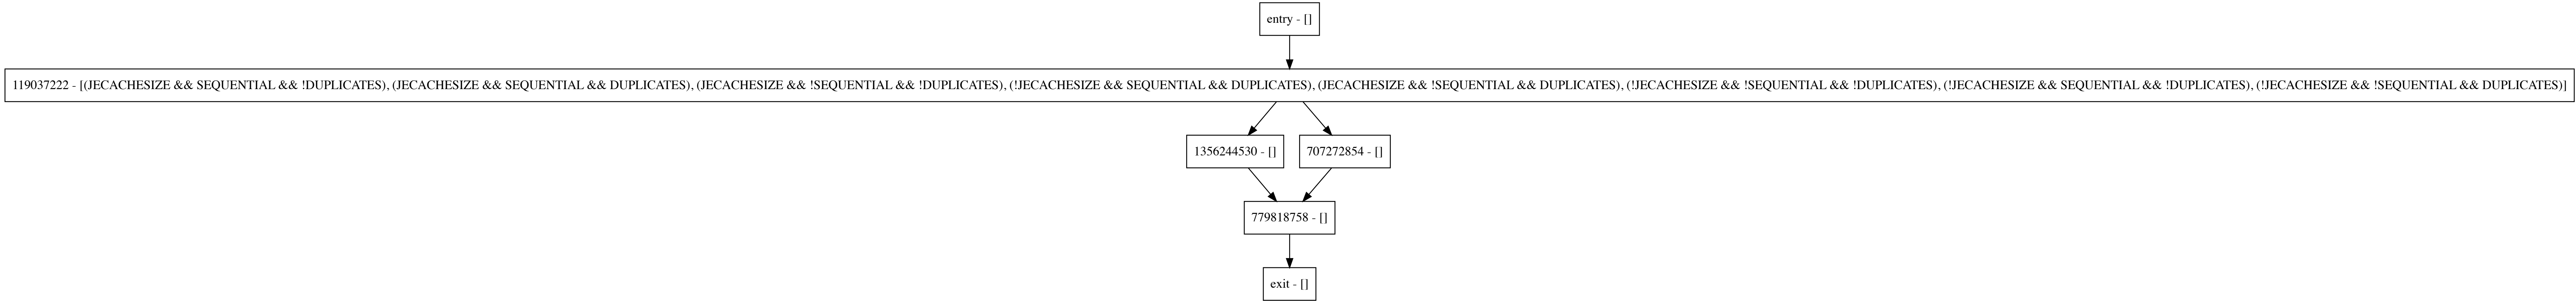 entry - []
119037222 - [(JECACHESIZE && SEQUENTIAL && !DUPLICATES), (JECACHESIZE && SEQUENTIAL && DUPLICATES), (JECACHESIZE && !SEQUENTIAL && !DUPLICATES), (!JECACHESIZE && SEQUENTIAL && DUPLICATES), (JECACHESIZE && !SEQUENTIAL && DUPLICATES), (!JECACHESIZE && !SEQUENTIAL && !DUPLICATES), (!JECACHESIZE && SEQUENTIAL && !DUPLICATES), (!JECACHESIZE && !SEQUENTIAL && DUPLICATES)]
1356244530 - []
707272854 - []
779818758 - []
exit - []